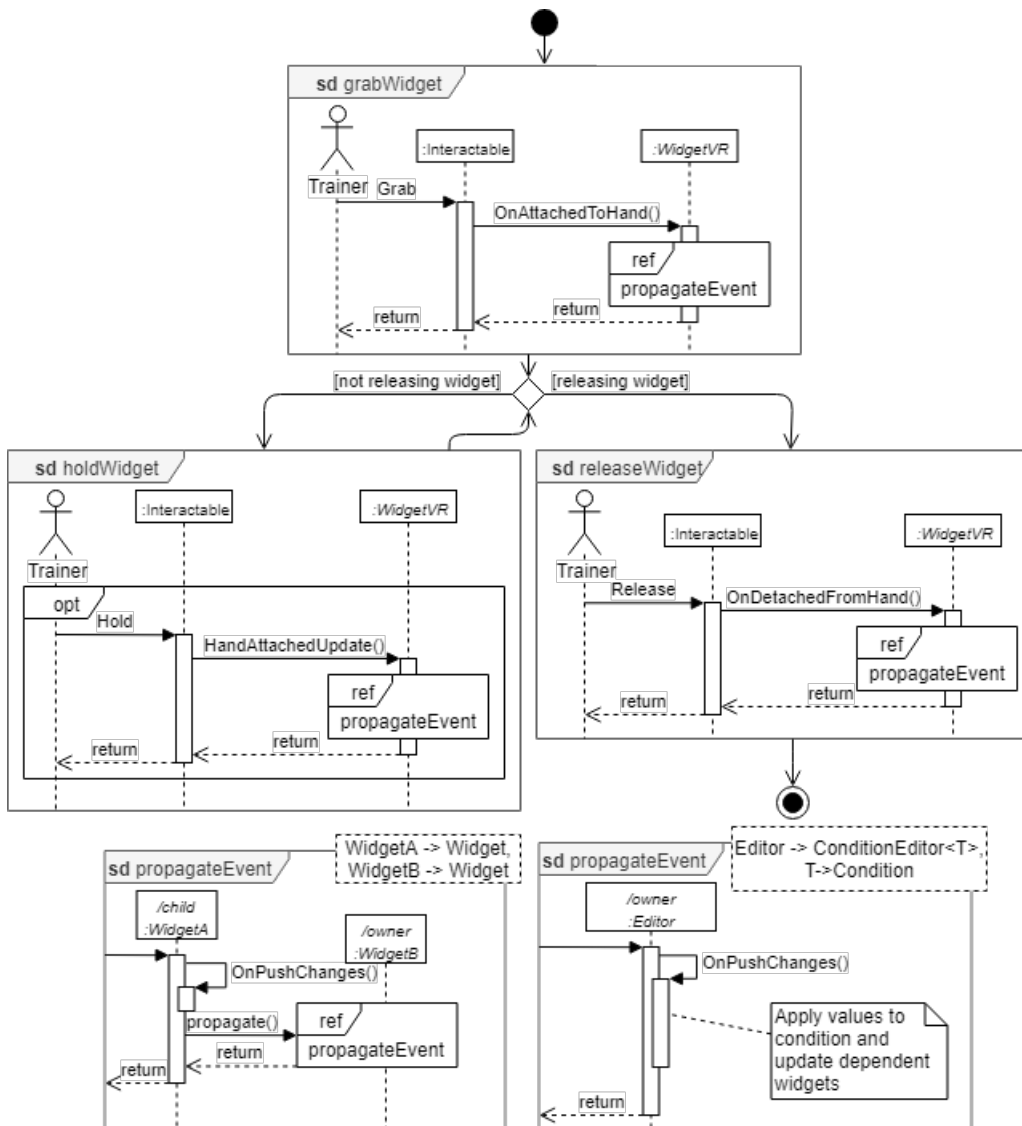 sd grabWidget
:Interactable
:WidgetVR
Trainer
Grab
OnAttachedToHand()
ref
propagateEvent
return
return
[not releasing widget]
[releasing widget]
sd holdWidget
:Interactable
:WidgetVR
Trainer
opt
Hold
HandAttachedUpdate()
ref
propagateEvent
return
return
sd releaseWidget
:Interactable
:WidgetVR
Trainer
Release
OnDetachedFromHand()
ref
propagateEvent
return
return
sd propagateEvent
WidgetA -> Widget,
WidgetB -> Widget
/child
:WidgetA
/owner
:WidgetB
OnPushChanges()
propagate()
ref
propagateEvent
return
return
sd propagateEvent
Editor -> ConditionEditor<T>,
T->Condition
/owner
:Editor
OnPushChanges()
Apply values to
condition and
update dependent
widgets
return